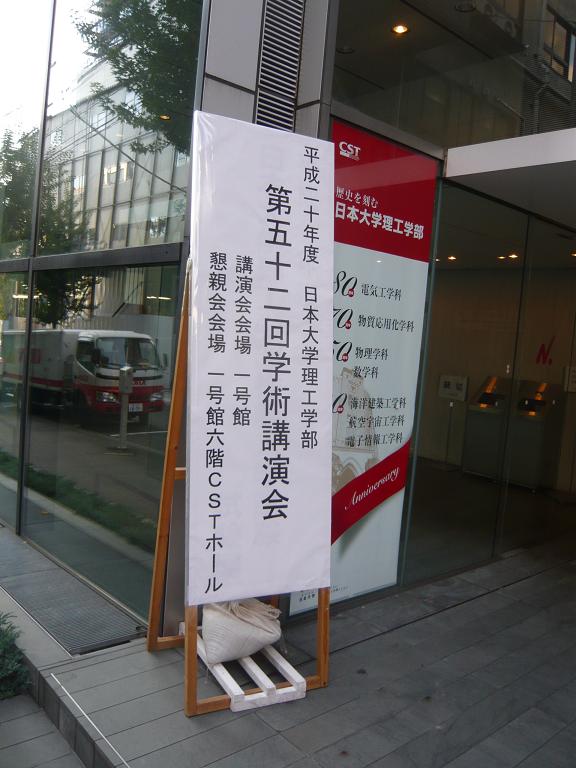 平成二十年度　日本大学理工学部
第五十二回学術講演会
講演会会場　一号館
懇親会会場　一号館六階CSTホール
CST
歴史を刻む
日本大学理工学部
80 電気工学科
70 物質応用化学科
50 物理学科
数学科
海洋建築工学科
航空宇宙工学科
電子情報工学科
Anniversary
N.